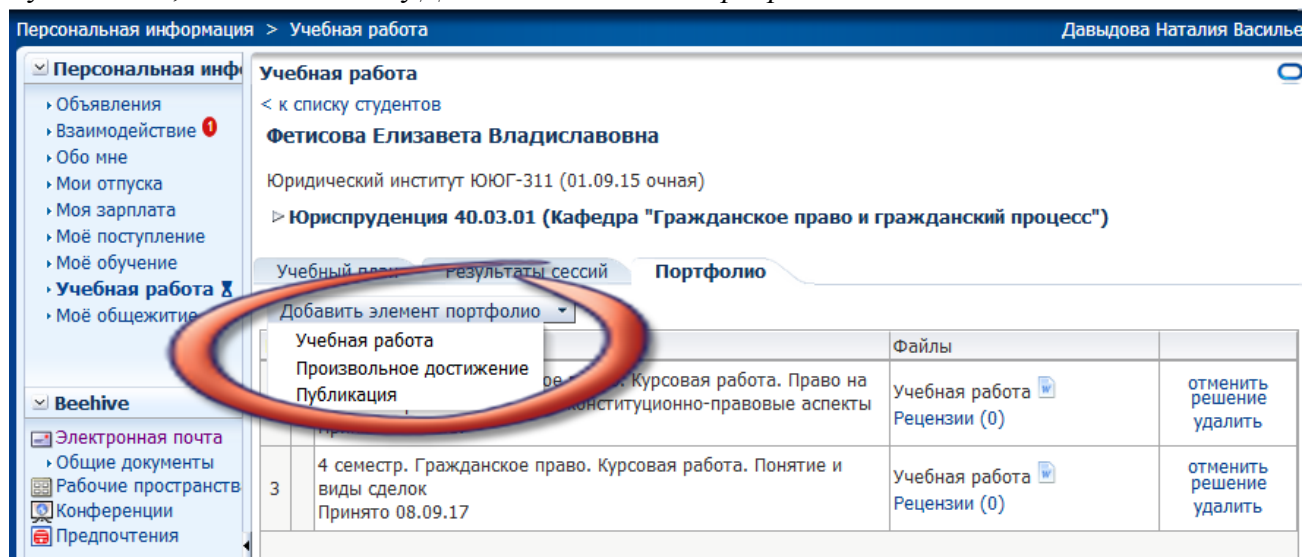 Персональная информация > Учебная работа
Давыдова Наталия Василье
Персональная инф
Объявления
Взаимодействие 1
Обо мне
Мои отпуска
Моя зарплата
Моё поступление
Моё обучение
Учебная работа
Моё общежитие
Beehive
Электронная почта
Общие документы
Рабочие пространств
Конференции
Предпочтения
Учебная работа
< к списку студентов
Фетисова Елизавета Владиславовна
Юридический институт ЮЮГ-311 (01.09.15 очная)
Юриспруденция 40.03.01 (Кафедра "Гражданское право и гражданский процесс")
Учебный план Результаты сессий Портфолио
Добавить элемент портфолио
Учебная работа
Произвольное достижение
Публикация
Файлы
право. Курсовая работа. Право на
конституционно-правовые аспекты
Учебная работа
Рецензии (0)
отменить
решение
удалить
3
4 семестр. Гражданское право. Курсовая работа. Понятие и
виды сделок
Принято 08.09.17
Учебная работа
Рецензии (0)
отменить
решение
удалить